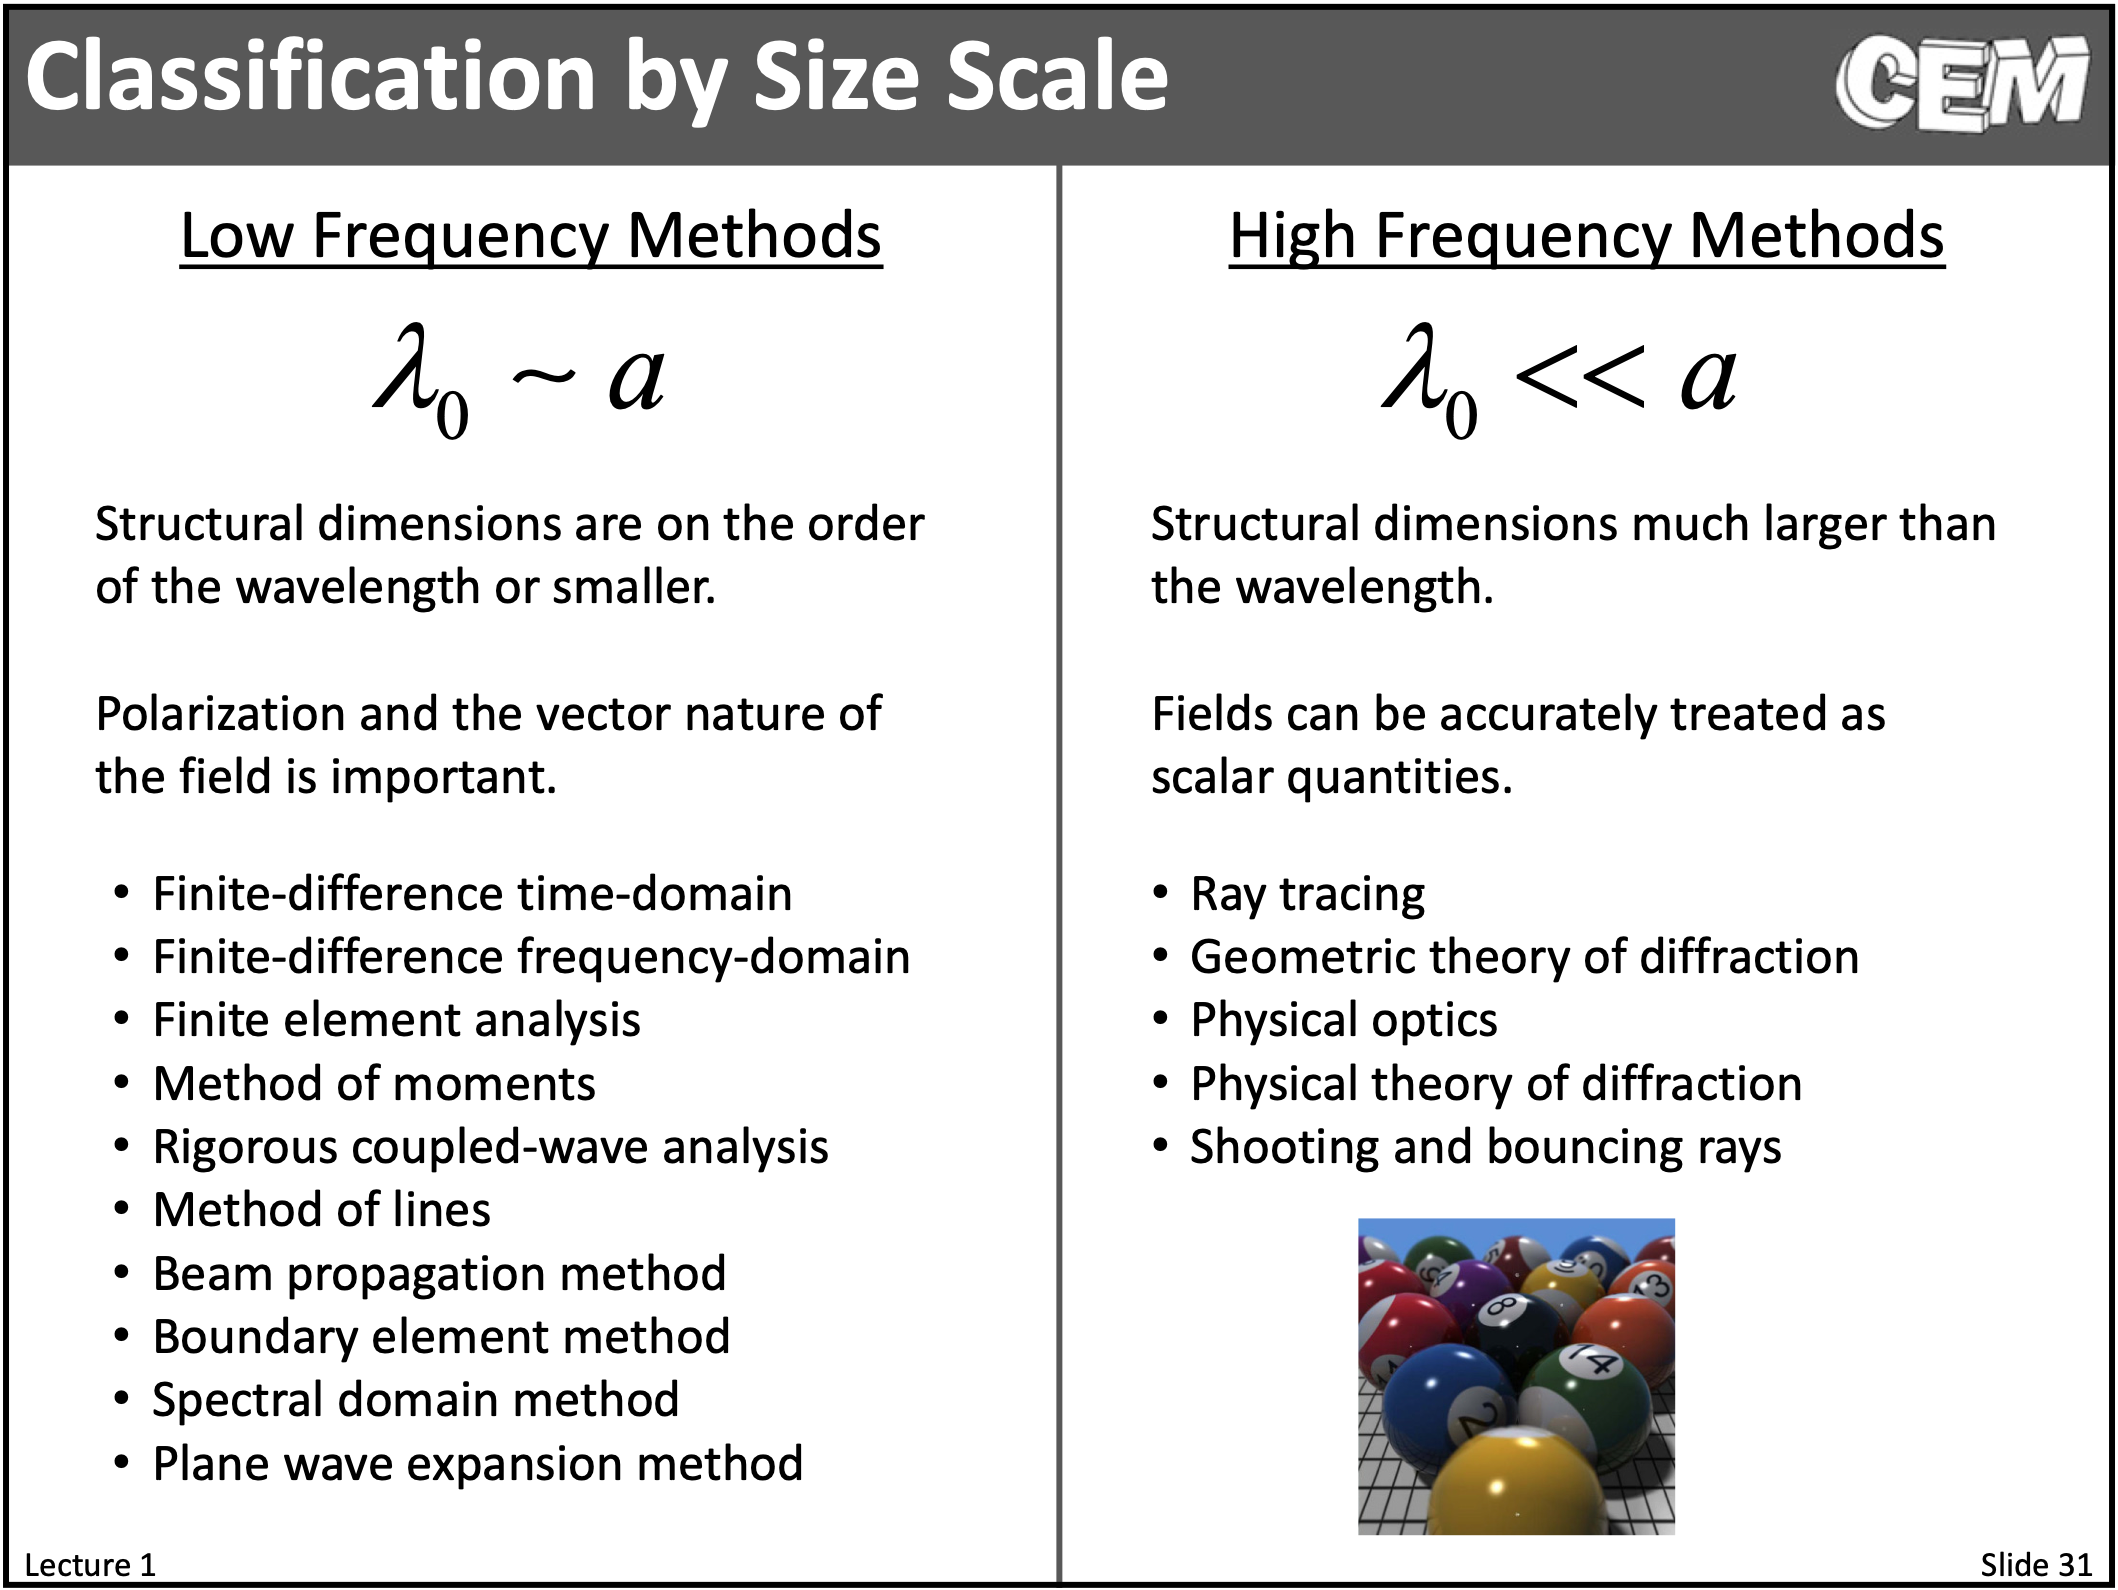 Classification by Size Scale
CEM
Low Frequency Methods
λ₀ ~ a
Structural dimensions are on the order
of the wavelength or smaller.
Polarization and the vector nature of
the field is important.
• Finite-difference time-domain
• Finite-difference frequency-domain
• Finite element analysis
• Method of moments
• Rigorous coupled-wave analysis
• Method of lines
• Beam propagation method
• Boundary element method
• Spectral domain method
• Plane wave expansion method
High Frequency Methods
λ₀ << a
Structural dimensions much larger than
the wavelength.
Fields can be accurately treated as
scalar quantities.
• Ray tracing
• Geometric theory of diffraction
• Physical optics
• Physical theory of diffraction
• Shooting and bouncing rays
13
8
14
2
Lecture 1
Slide 31